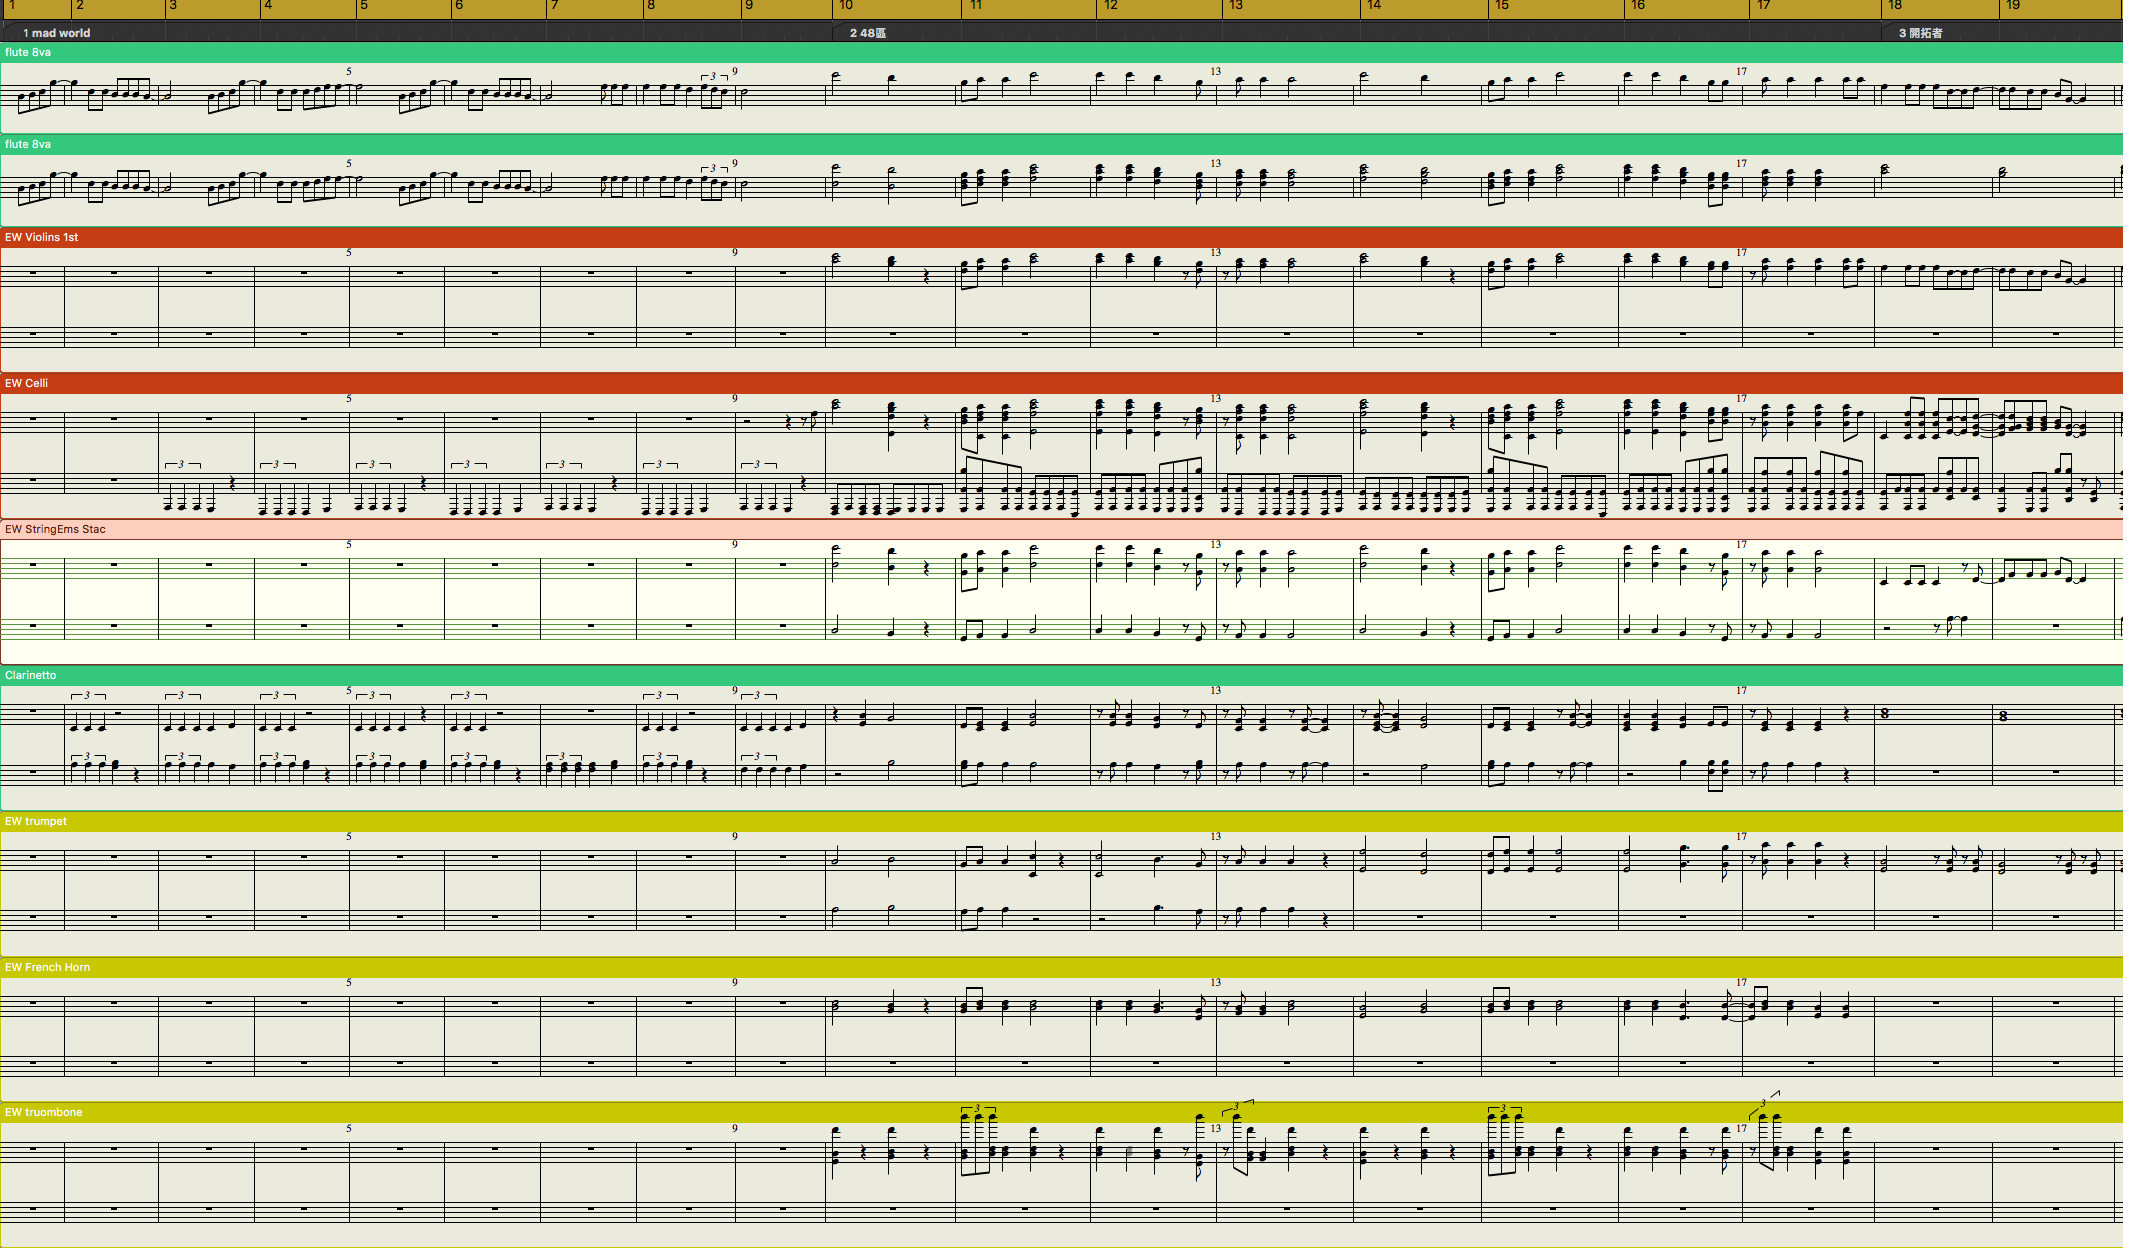 1 2 3 4 5 6 7 8 9 10 11 12 13 14 15 16 17 18 19
1 mad world 2 48區 3 開拓者
flute 8va
5 3 9 13 17
flute 8va
5 3 9 13 17
EW Violins 1st
5 9 13 17
EW Celli
5 9 13 17
3 3 3 3 3 3 3
EW StringEms Stac
5 9 13 17
Clarinetto
3 3 3 5 3 3 3 9 3 13 17
8 8
3 3 3 3 3 3 3 3
EW trumpet
5 9 13 17
EW French Horn
5 9 13 17
EW truombone
3 3 3 3
5 9 13 17